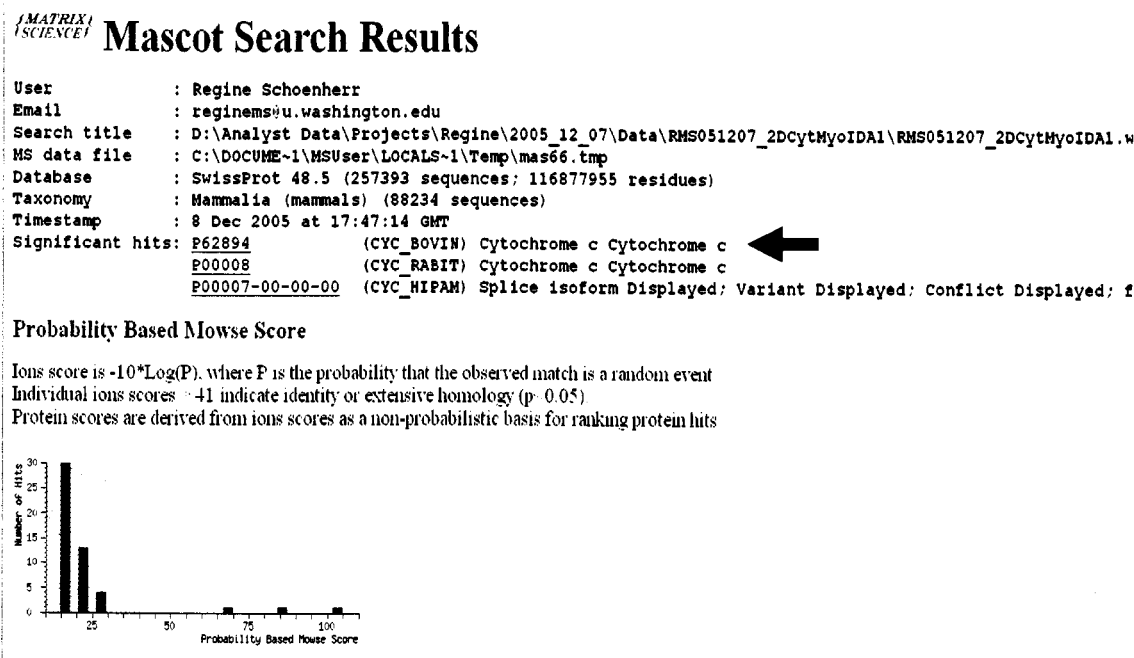 {MATRIX}
{SCIENCE} Mascot Search Results
User : Regine Schoenherr
Email : reginems@u.washington.edu
Search title : D:\Analyst Data\Projects\Regine\2005_12_07\Data\RMS051207_2DCytMyoIDA1\RMS051207_2DCytMyoIDA1.w
MS data file : C:\DOCUME~1\MSUser\LOCALS~1\Temp\mas66.tmp
Database : SwissProt 48.5 (257393 sequences; 116877955 residues)
Taxonomy : Mammalia (mammals) (88234 sequences)
Timestamp : 8 Dec 2005 at 17:47:14 GMT
Significant hits: P62894 (CYC_BOVIN) Cytochrome c Cytochrome c
P00008 (CYC_RABIT) Cytochrome c Cytochrome c
P00007-00-00-00 (CYC_HIPAM) Splice isoform Displayed; Variant Displayed; Conflict Displayed; f
Probability Based Mowse Score
Ions score is -10*Log(P), where P is the probability that the observed match is a random event
Individual ions scores 41 indicate identity or extensive homology (p 0.05)
Protein scores are derived from ions scores as a non-probabilistic basis for ranking protein hits
Number of Hits
30
25
20
15
10
5
0
25 50 75 100
Probability Based Mowse Score